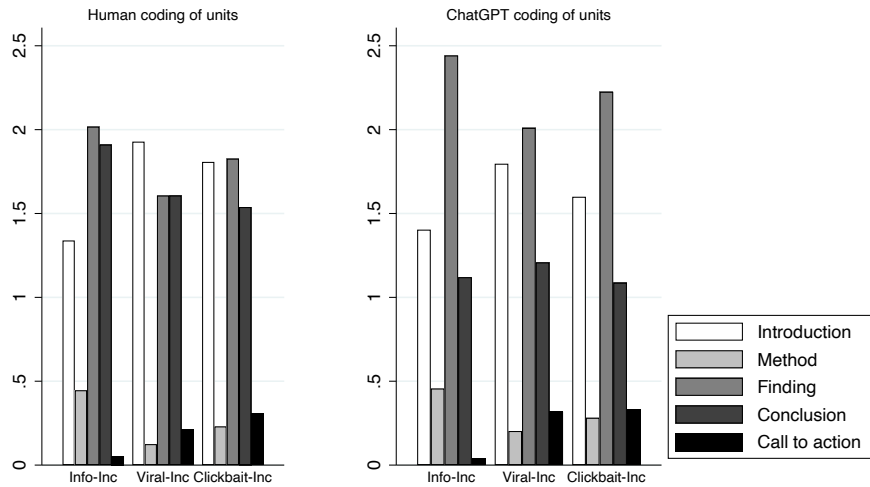 Human coding of units
2.5
2
1.5
1
.5
0
Info-Inc Viral-Inc Clickbait-Inc
ChatGPT coding of units
2.5
2
1.5
1
.5
0
Info-Inc Viral-Inc Clickbait-Inc
Introduction
Method
Finding
Conclusion
Call to action